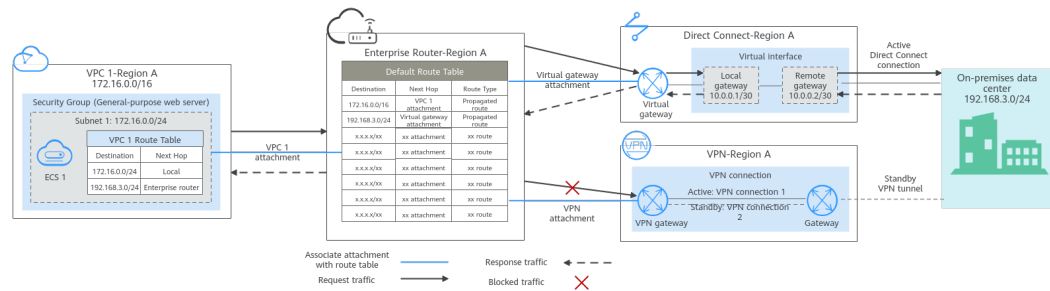 VPC 1-Region A
172.16.0.0/16
Security Group (General-purpose web server)
Subnet 1: 172.16.0.0/24
VPC 1 Route Table
Destination Next Hop
172.16.0.0/24 Local
192.168.3.0/24 Enterprise router
ECS 1
VPC 1
attachment
Enterprise Router-Region A
Default Route Table
Destination Next Hop Route Type
172.16.0.0/16 VPC 1 attachment Propagated route
192.168.3.0/24 Virtual gateway attachment Propagated route
x.x.x.x/xx xx attachment xx route
x.x.x.x/xx xx attachment xx route
x.x.x.x/xx xx attachment xx route
x.x.x.x/xx xx attachment xx route
x.x.x.x/xx xx attachment xx route
x.x.x.x/xx xx attachment xx route
Virtual gateway
attachment
VPN
attachment
Direct Connect-Region A
Virtual interface
Local
gateway
10.0.0.1/30
Remote
gateway
10.0.0.2/30
Virtual
gateway
Active
Direct Connect
connection
On-premises data
center
192.168.3.0/24
VPN
VPN-Region A
VPN connection
Active: VPN connection 1
Standby: VPN connection
2
VPN gateway
Gateway
Standby
VPN tunnel
Associate attachment
with route table
Request traffic
Response traffic
Blocked traffic